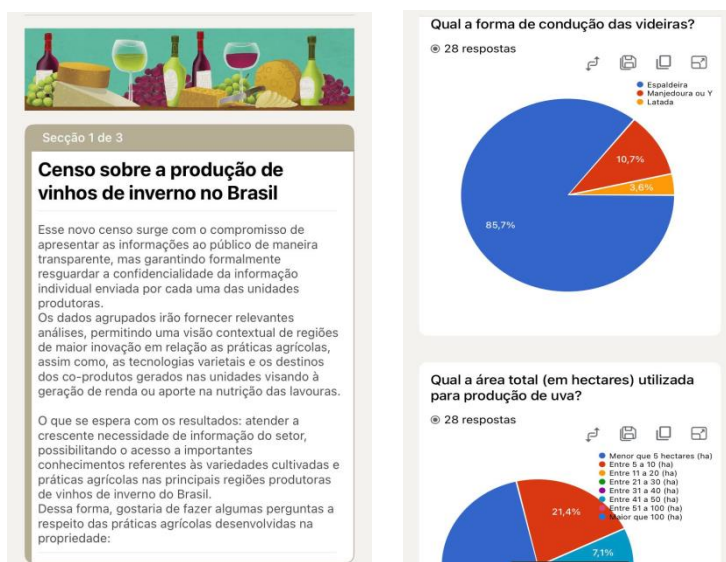 Secção 1 de 3
Censo sobre a produção de
vinhos de inverno no Brasil
Esse novo censo surge com o compromisso de
apresentar as informações ao público de maneira
transparente, mas garantindo formalmente
resguardar a confidencialidade da informação
individual enviada por cada uma das unidades
produtoras.
Os dados agrupados irão fornecer relevantes
análises, permitindo uma visão contextual de regiões
de maior inovação em relação as práticas agrícolas,
assim como, as tecnologias varietais e os destinos
dos co-produtos gerados nas unidades visando à
geração de renda ou aporte na nutrição das lavouras.
O que se espera com os resultados: atender a
crescente necessidade de informação do setor,
possibilitando o acesso a importantes
conhecimentos referentes às variedades cultivadas e
práticas agrícolas nas principais regiões produtoras
de vinhos de inverno do Brasil.
Dessa forma, gostaria de fazer algumas perguntas a
respeito das práticas agrícolas desenvolvidas na
propriedade:
Qual a forma de condução das videiras?
28 respostas
Espaldeira
Manjedoura ou Y
Latada
10,7%
3,6%
85,7%
Qual a área total (em hectares) utilizada
para produção de uva?
28 respostas
Menor que 5 hectares (ha)
Entre 5 a 10 (ha)
Entre 11 a 20 (ha)
Entre 21 a 30 (ha)
Entre 31 a 40 (ha)
Entre 41 a 50 (ha)
Entre 51 a 100 (ha)
Maior que 100 (ha)
21,4%
7,1%